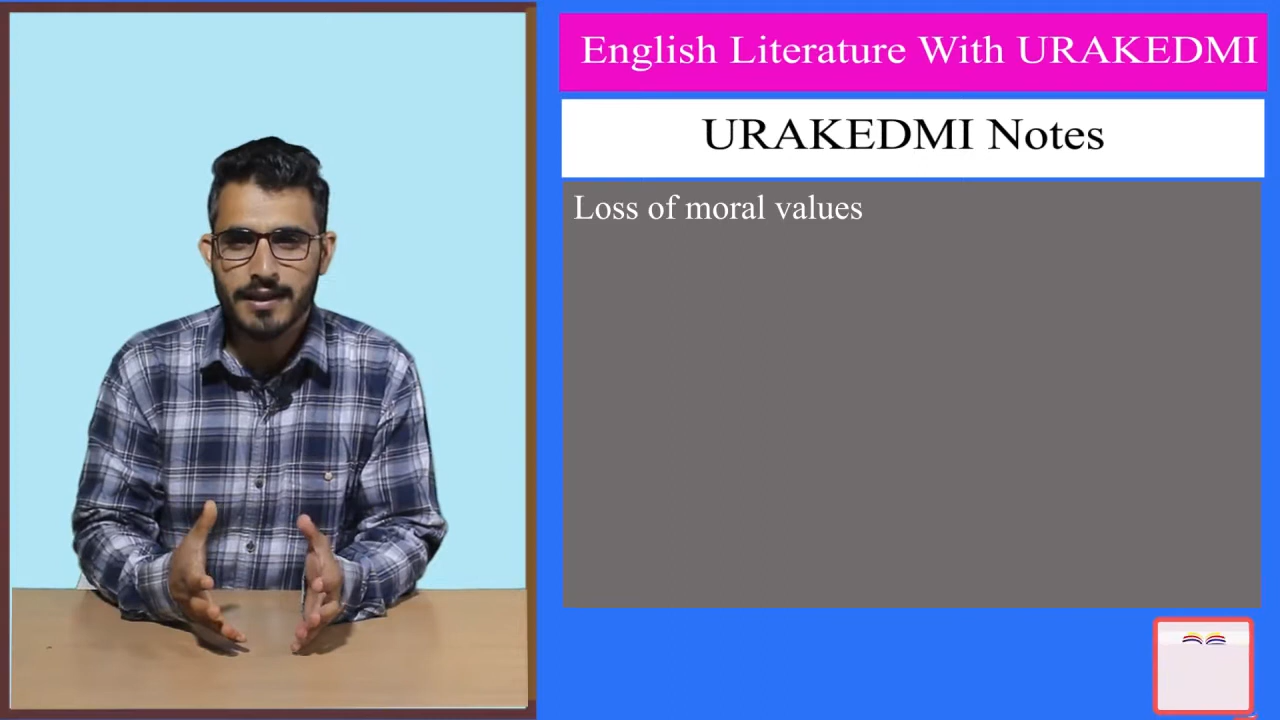 English Literature With URAKEDMI
URAKEDMI Notes
Loss of moral values